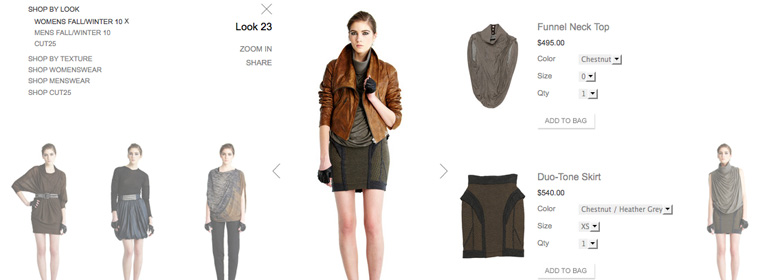 SHOP BY LOOK
WOMENS FALL/WINTER 10 X
MENS FALL/WINTER 10
CUT25
SHOP BY TEXTURE
SHOP WOMENSWEAR
SHOP MENSWEAR
SHOP CUT25
Look 23
ZOOM IN
SHARE
Funnel Neck Top
$495.00
Color Chestnut
Size 0
Qty 1
ADD TO BAG
Duo-Tone Skirt
$540.00
Color Chestnut / Heather Grey
Size XS
Qty 1
ADD TO BAG